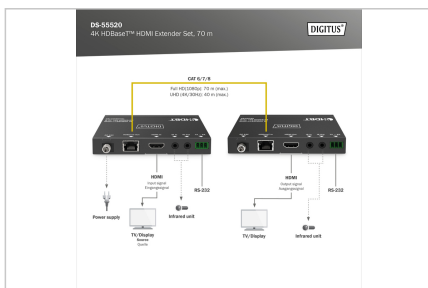 DS-55520
4K HDBaseT™ HDMI Extender Set, 70 m
DIGITUS®
CAT 6/7/8
Full HD(1080p): 70 m (max.)
UHD (4K/30Hz): 40 m (max.)
DIGITUS
DIGITUS
HDMI
Input signal
Eingangssignal
RS-232
HDMI
Output signal
Ausgangssignal
RS-232
Power supply
Infrared unit
TV/Display
Source
Quelle
TV/Display
Infrared unit